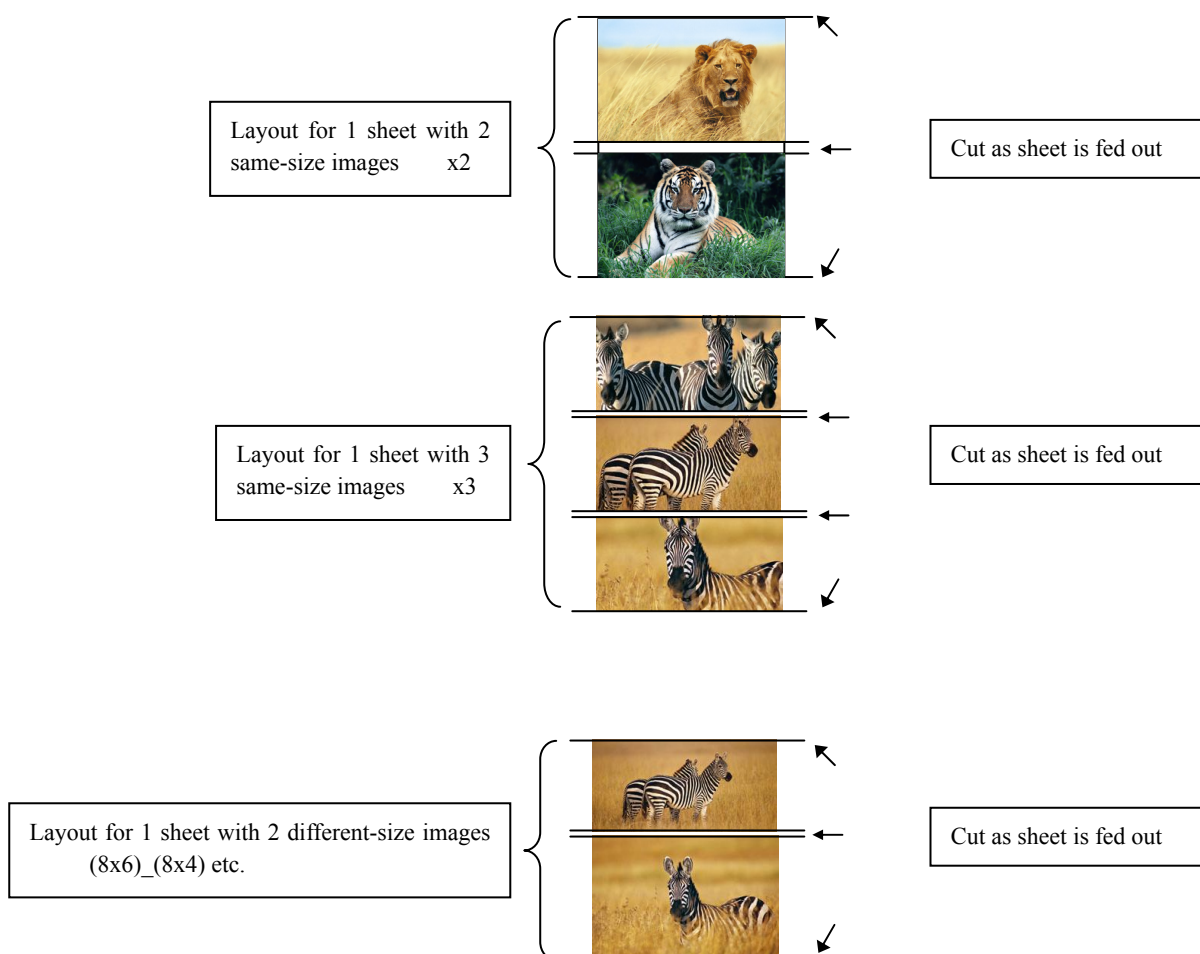 Layout for 1 sheet with 2
same-size images x2
Cut as sheet is fed out
Layout for 1 sheet with 3
same-size images x3
Cut as sheet is fed out
Layout for 1 sheet with 2 different-size images
(8x6)_(8x4) etc.
Cut as sheet is fed out